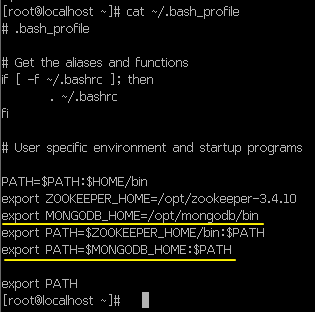 [root@localhost ~]# cat ~/.bash_profile
# .bash_profile
# Get the aliases and functions
if [ -f ~/.bashrc ]; then
. ~/.bashrc
fi
# User specific environment and startup programs
PATH=$PATH:$HOME/bin
export ZOOKEEPER_HOME=/opt/zookeeper-3.4.10
export MONGODB_HOME=/opt/mongodb/bin
export PATH=$ZOOKEEPER_HOME/bin:$PATH
export PATH=$MONGODB_HOME:$PATH
export PATH
[root@localhost ~]#